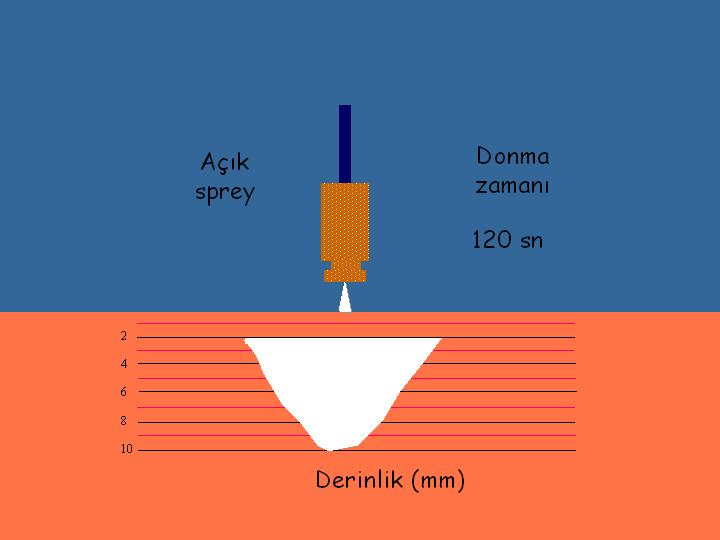 Açık
sprey
Donma
zamanı
120 sn
2
4
6
8
10
Derinlik (mm)